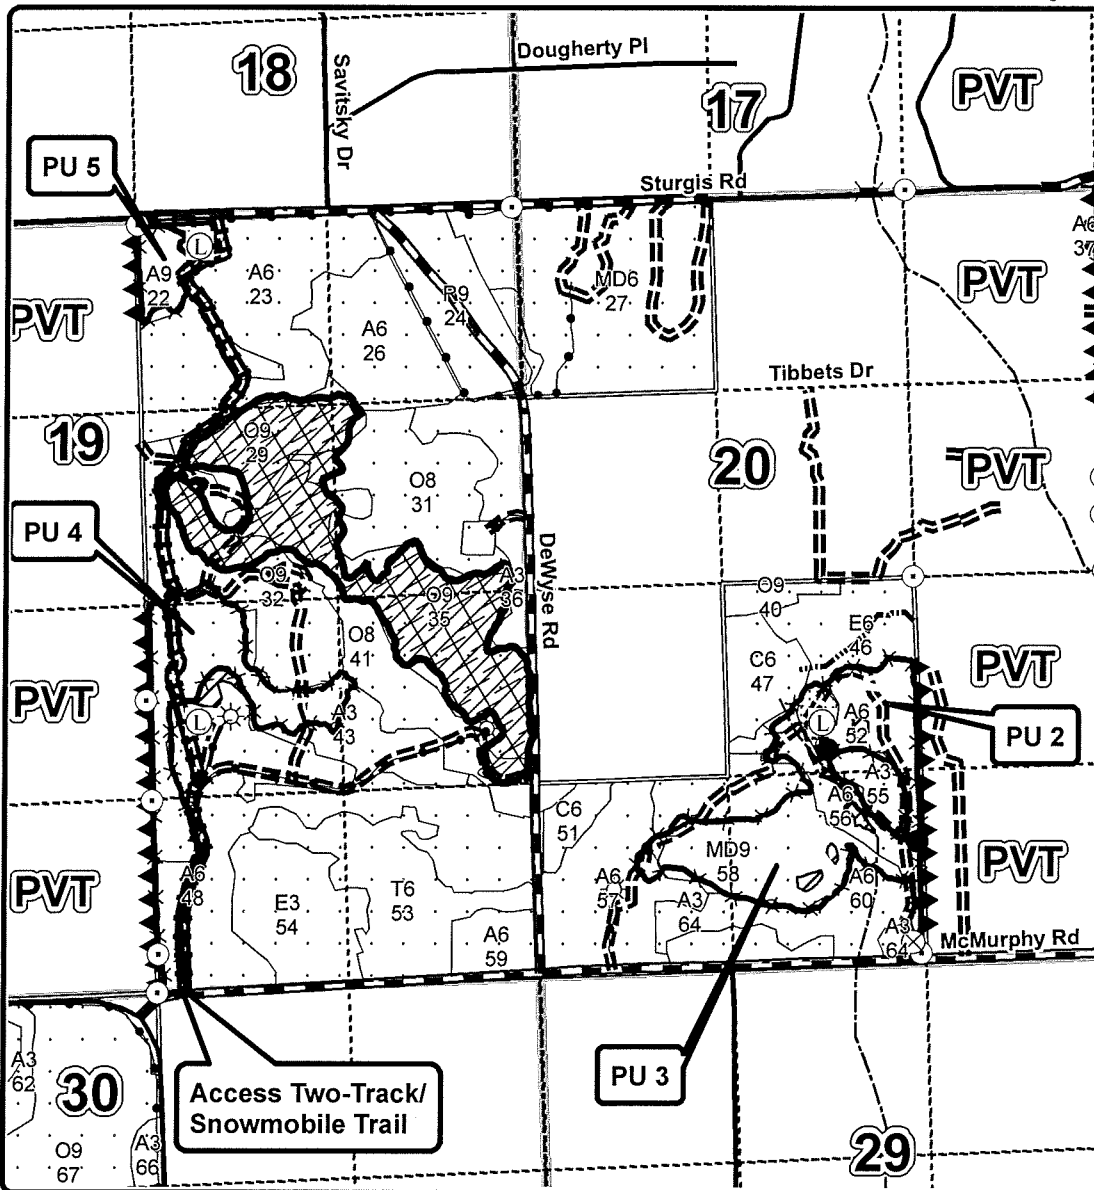 18
Savitsky Dr
Dougherty Pl
17
PVT
PU 5
Sturgis Rd
L
A9
22
A6
23
A6
26
R9
24
MD6
27
PVT
A6
37
PVT
Tibbets Dr
19
O9
29
O8
31
20
PVT
PU 4
DeWyse Rd
O9
32
O9
35
A3
36
O8
41
O9
40
E6
46
C6
47
PVT
PVT
L
A3
43
L
A6
52
PU 2
A3
55
A6
56
C6
51
MD9
58
PVT
PVT
A6
48
E3
54
T6
53
A6
59
A6
57
A3
64
A6
60
A3
64
McMurphy Rd
A3
62
30
Access Two-Track/
Snowmobile Trail
PU 3
O9
67
A3
66
29